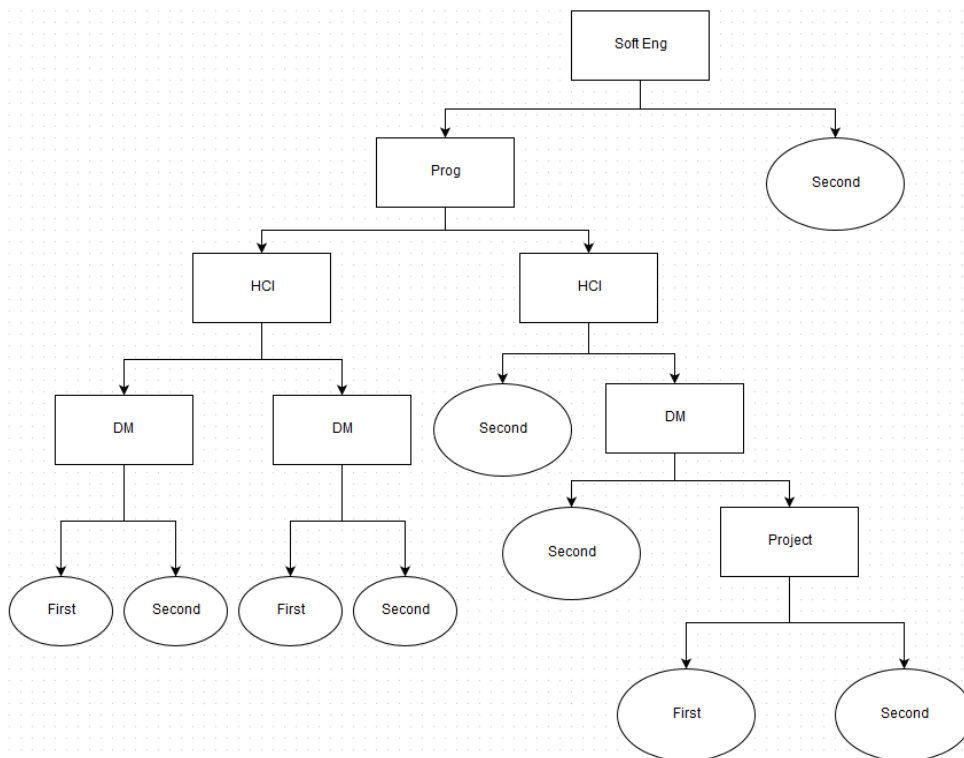 Soft Eng
Prog
Second
HCI
HCI
DM
DM
Second
DM
Second
Project
First
Second
First
Second
First
Second